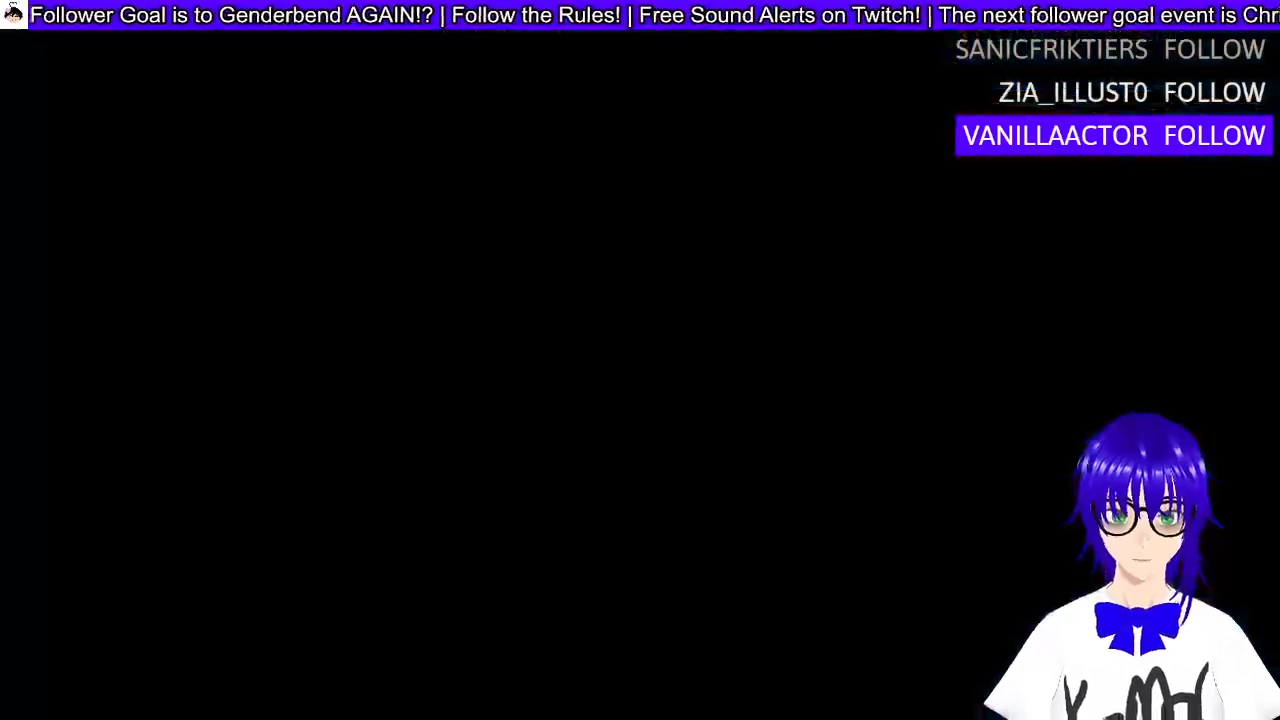 Follower Goal is to Genderbend AGAIN!? | Follow the Rules! | Free Sound Alerts on Twitch! | The next follower goal event is Chr
SANICFRIKTIERS FOLLOW
ZIA_ILLUST0 FOLLOW
VANILLAACTOR FOLLOW